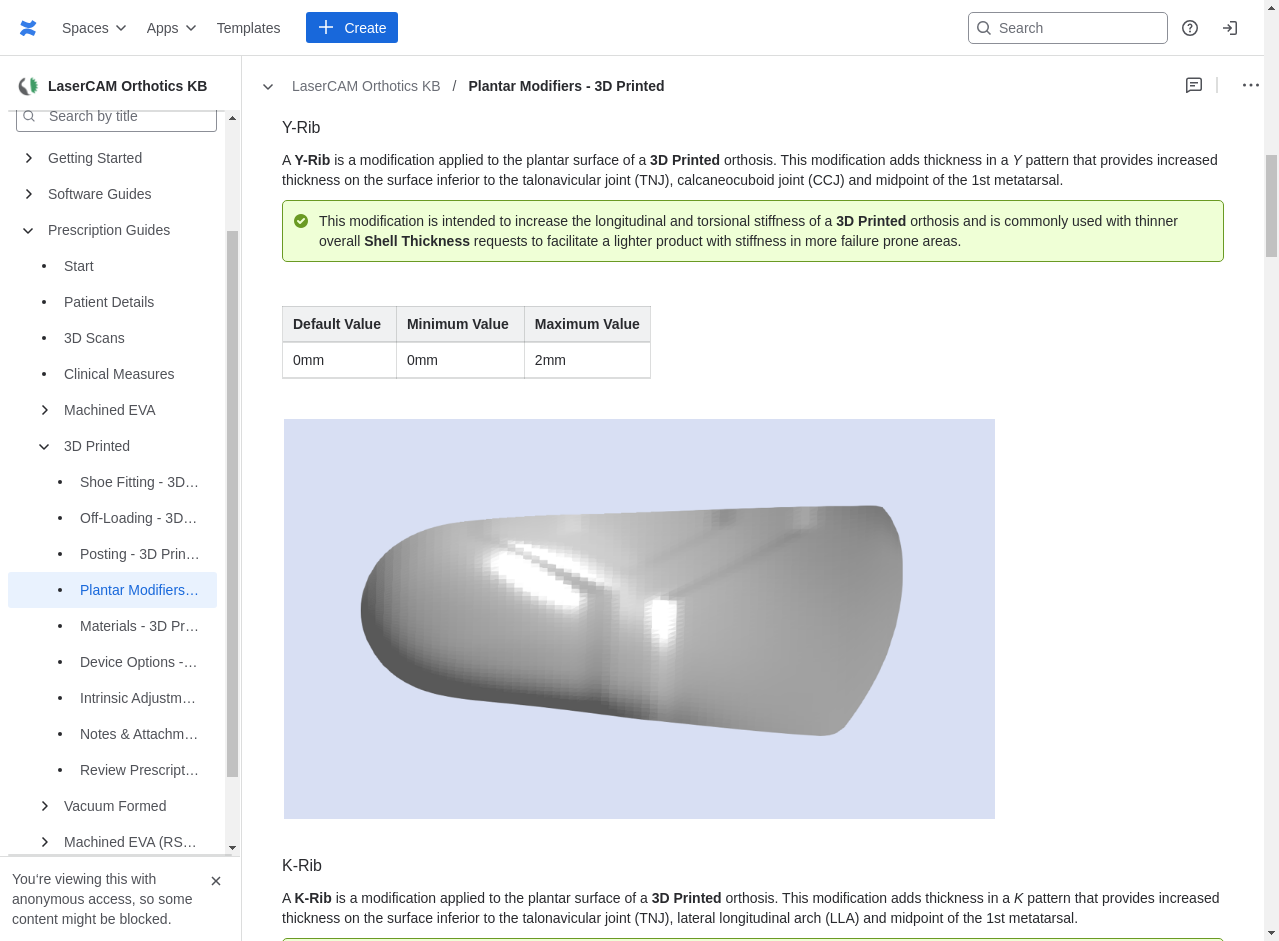 Spaces
Apps
Templates
Create
Search
LaserCAM Orthotics KB
Search by title
Getting Started
Software Guides
Prescription Guides
Start
Patient Details
3D Scans
Clinical Measures
Machined EVA
3D Printed
Shoe Fitting - 3D…
Off-Loading - 3D…
Posting - 3D Prin…
Plantar Modifiers…
Materials - 3D Pr…
Device Options -…
Intrinsic Adjustm…
Notes & Attachm…
Review Prescript…
Vacuum Formed
Machined EVA (RS…
You‘re viewing this with
anonymous access, so some
content might be blocked.
LaserCAM Orthotics KB / Plantar Modifiers - 3D Printed
Y-Rib
A Y-Rib is a modification applied to the plantar surface of a 3D Printed orthosis. This modification adds thickness in a Y pattern that provides increased
thickness on the surface inferior to the talonavicular joint (TNJ), calcaneocuboid joint (CCJ) and midpoint of the 1st metatarsal.
This modification is intended to increase the longitudinal and torsional stiffness of a 3D Printed orthosis and is commonly used with thinner
overall Shell Thickness requests to facilitate a lighter product with stiffness in more failure prone areas.
Default Value Minimum Value Maximum Value
0mm 0mm 2mm
K-Rib
A K-Rib is a modification applied to the plantar surface of a 3D Printed orthosis. This modification adds thickness in a K pattern that provides increased
thickness on the surface inferior to the talonavicular joint (TNJ), lateral longitudinal arch (LLA) and midpoint of the 1st metatarsal.